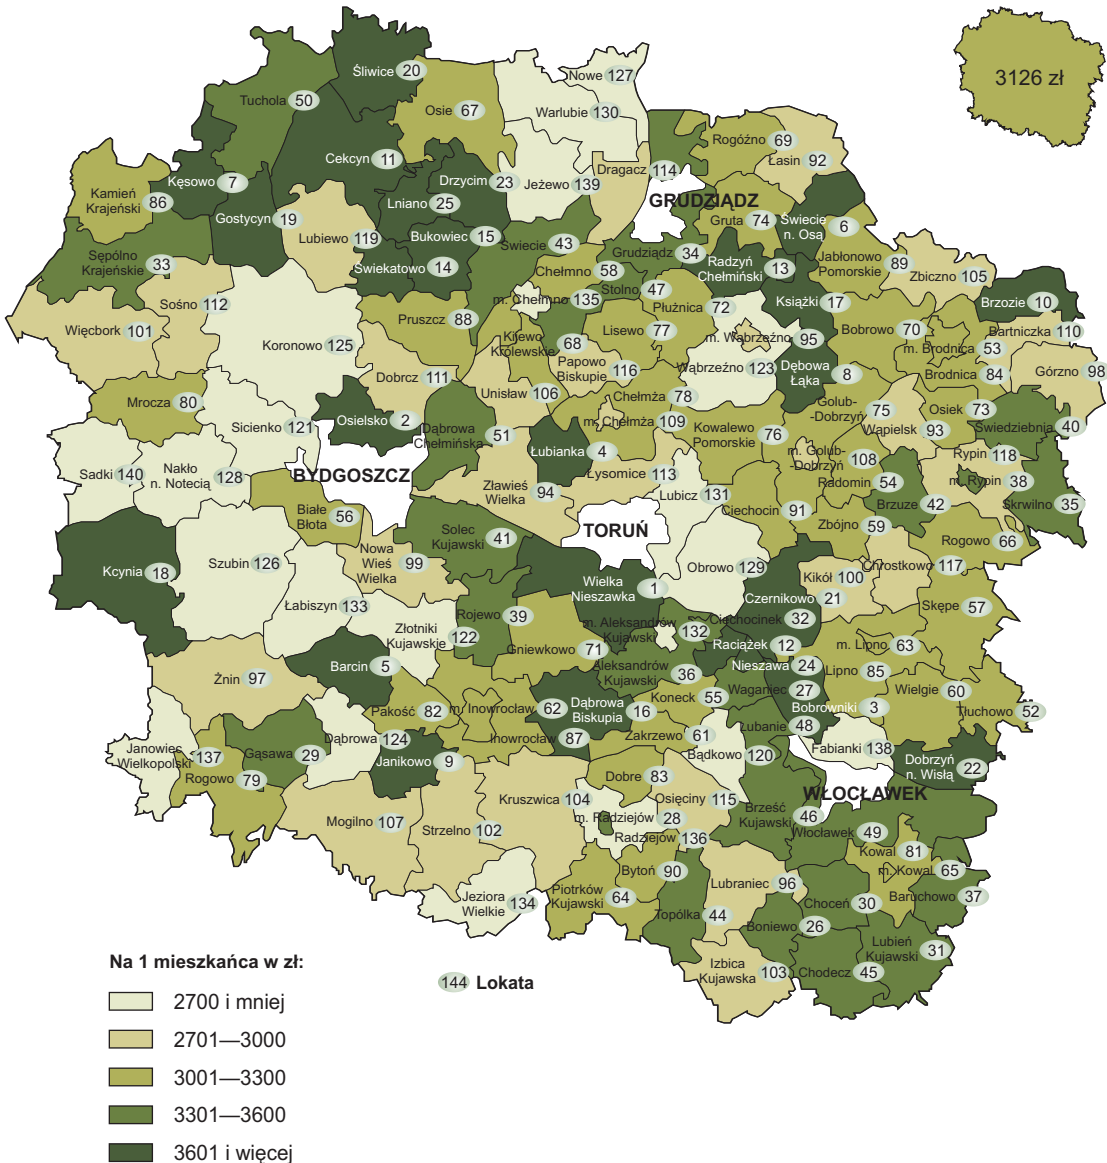 3126 zł
Śliwice 20
Nowe 127
Tuchola 50
Osie 67
Warlubie 130
Rogóźno 69
Łasin 92
Cekcyn 11
Kęsowo 7
Drzycim 23
Jeżewo 139
Dragacz 114
GRUDZIĄDZ
Kamień
Krajeński 86
Gostycyn 19
Lniano 25
Lubiewo 119
Bukowiec 15
Świecie 43
Gruta 74
Świecie
n. Osą 6
Sępólno
Krajeńskie 33
Świekatowo 14
Chełmno 58
Grudziądz 34
Radzyń
Chełmiński 13
Jabłonowo
Pomorskie 89
Zbiczno 105
Sośno 112
m. Chełmno 135
Stolno 47
Płużnica 72
Książki 17
Brzozie 10
Więcbork 101
Pruszcz 88
Kijewo
Królewskie 68
Lisewo 77
m. Wąbrzeźno 95
Bobrowo 70
m. Brodnica 53
Bartniczka 110
Koronowo 125
Dobrcz 111
Papowo
Biskupie 116
Wąbrzeźno 123
Dębowa
Łąka 8
Brodnica 84
Górzno 98
Mrocza 80
Unisław 106
Chełmża 78
Golub-
-Dobrzyń 75
Osiek 73
Sicienko 121
Osielsko 2
Dąbrowa
Chełmińska 51
m. Chełmża 109
Kowalewo
Pomorskie 76
Wąpielsk 93
Świedziebnia 40
Sadki 140
Nakło
n. Notecią 128
BYDGOSZCZ
Łubianka 4
Łysomice 113
m. Golub-
-Dobrzyń 108
Rypin 118
Radomin 54
m. Rypin 38
Zławieś
Wielka 94
Lubicz 131
Ciechocin 91
Brzuze 42
Skrwilno 35
Białe
Błota 56
Solec
Kujawski 41
TORUŃ
Zbójno 59
Rogowo 66
Kcynia 18
Szubin 126
Nowa
Wieś
Wielka 99
Obrowo 129
Kikół 100
Chrostkowo 117
Wielka
Nieszawka 1
Czernikowo 21
Łabiszyn 133
Rojewo 39
Ciechocinek 32
Skępe 57
Złotniki
Kujawskie 122
m. Aleksandrów
Kujawski 132
Gniewkowo 71
Raciążek 12
m. Lipno 63
Barcin 5
Aleksandrów
Kujawski 36
Nieszawa 24
Lipno 85
Żnin 97
Waganiec 27
Wielgie 60
Koneck 55
Bobrowniki 3
Tłuchowo 52
Pakość 82
m. Inowrocław 62
Dąbrowa
Biskupia 16
Lubanie 48
Janowiec
Wielkopolski 137
Gąsawa 29
Dąbrowa 124
Inowrocław 87
Zakrzewo 61
Fabianki 138
Rogowo 79
Janikowo 9
Bądkowo 120
Dobrzyń
n. Wisłą 22
Dobre 83
WŁOCŁAWEK
Kruszwica 104
Osięciny 115
Mogilno 107
Strzelno 102
m. Radziejów 28
Brześć
Kujawski 46
Włocławek 49
Radziejów 136
Kowal 81
m. Kowal 65
Bytoń 90
Lubraniec 96
Baruchowo 37
Jeziora
Wielkie 134
Piotrków
Kujawski 64
Choceń 30
Topólka 44
Boniewo 26
Lubień
Kujawski 31
Izbica
Kujawska 103
Chodecz 45
Na 1 mieszkańca w zł:
144 Lokata
2700 i mniej
2701—3000
3001—3300
3301—3600
3601 i więcej